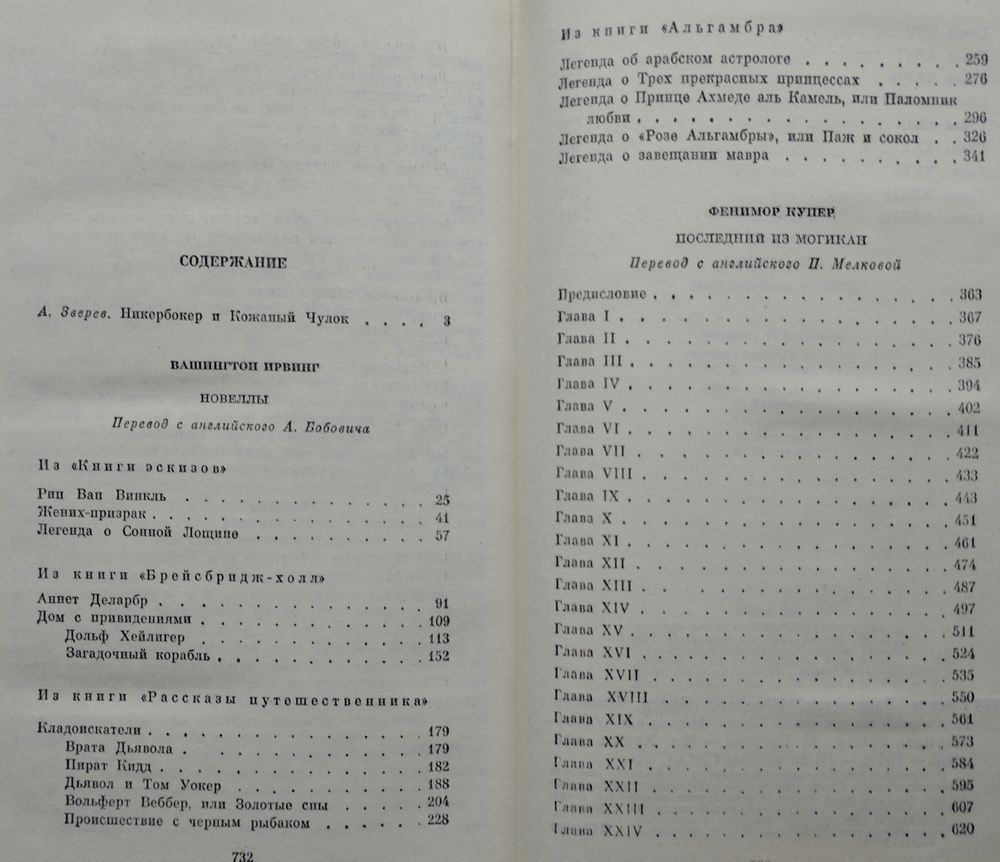 СОДЕРЖАНИЕ
А. Зверев. Никербокер и Кожаный Чулок . . . . 3
ВАШИНГТОН ИРВИНГ
НОВЕЛЛЫ
Перевод с английского А. Бобовича
Из «Книги эскизов»
Рип Ван Винкль . . . . . . . . . . . . 25
Жених-призрак . . . . . . . . . . . . . 41
Легенда о Сонной Лощине . . . . . . . . . 57
Из книги «Брейсбридж-холл»
Аннет Деларбр . . . . . . . . . . . . . 91
Дом с привидениями . . . . . . . . . . . 109
Дольф Хейлигер . . . . . . . . . . . 113
Загадочный корабль . . . . . . . . . . 152
Из книги «Рассказы путешественника»
Кладоискатели . . . . . . . . . . . . . 179
Врата Дьявола . . . . . . . . . . . . 179
Пират Кидд . . . . . . . . . . . . . 182
Дьявол и Том Уокер . . . . . . . . . . 188
Вольферт Веббер, или Золотые сны . . . . . 204
Происшествие с черным рыбаком . . . . . . 228
732
Из книги «Альгамбра»
Легенда об арабском астрологе . . . . . . . . . 259
Легенда о Трех прекрасных принцессах . . . . . 276
Легенда о Принце Ахмеде аль Камель, или Паломник
любви . . . . . . . . . . . . . . . . . 296
Легенда о «Розе Альгамбры», или Паж и сокол . . 326
Легенда о завещании мавра . . . . . . . . . . 341
ФЕНИМОР КУПЕР
ПОСЛЕДНИЙ ИЗ МОГИКАН
Перевод с английского П. Мелковой
Предисловие . . . . . . . . . . . . . . . 363
Глава I . . . . . . . . . . . . . . . . 367
Глава II . . . . . . . . . . . . . . . . 376
Глава III . . . . . . . . . . . . . . . . 385
Глава IV . . . . . . . . . . . . . . . . 394
Глава V . . . . . . . . . . . . . . . . 402
Глава VI . . . . . . . . . . . . . . . . 411
Глава VII . . . . . . . . . . . . . . . . 422
Глава VIII . . . . . . . . . . . . . . . 433
Глава IX . . . . . . . . . . . . . . . . 443
Глава X . . . . . . . . . . . . . . . . 451
Глава XI . . . . . . . . . . . . . . . . 461
Глава XII . . . . . . . . . . . . . . . . 474
Глава XIII . . . . . . . . . . . . . . . 487
Глава XIV . . . . . . . . . . . . . . . . 497
Глава XV . . . . . . . . . . . . . . . . 511
Глава XVI . . . . . . . . . . . . . . . . 524
Глава XVII . . . . . . . . . . . . . . . 535
Глава XVIII . . . . . . . . . . . . . . . 550
Глава XIX . . . . . . . . . . . . . . . . 561
Глава XX . . . . . . . . . . . . . . . . 573
Глава XXI . . . . . . . . . . . . . . . . 584
Глава XXII . . . . . . . . . . . . . . . 595
Глава XXIII . . . . . . . . . . . . . . . 607
Глава XXIV . . . . . . . . . . . . . . . 620